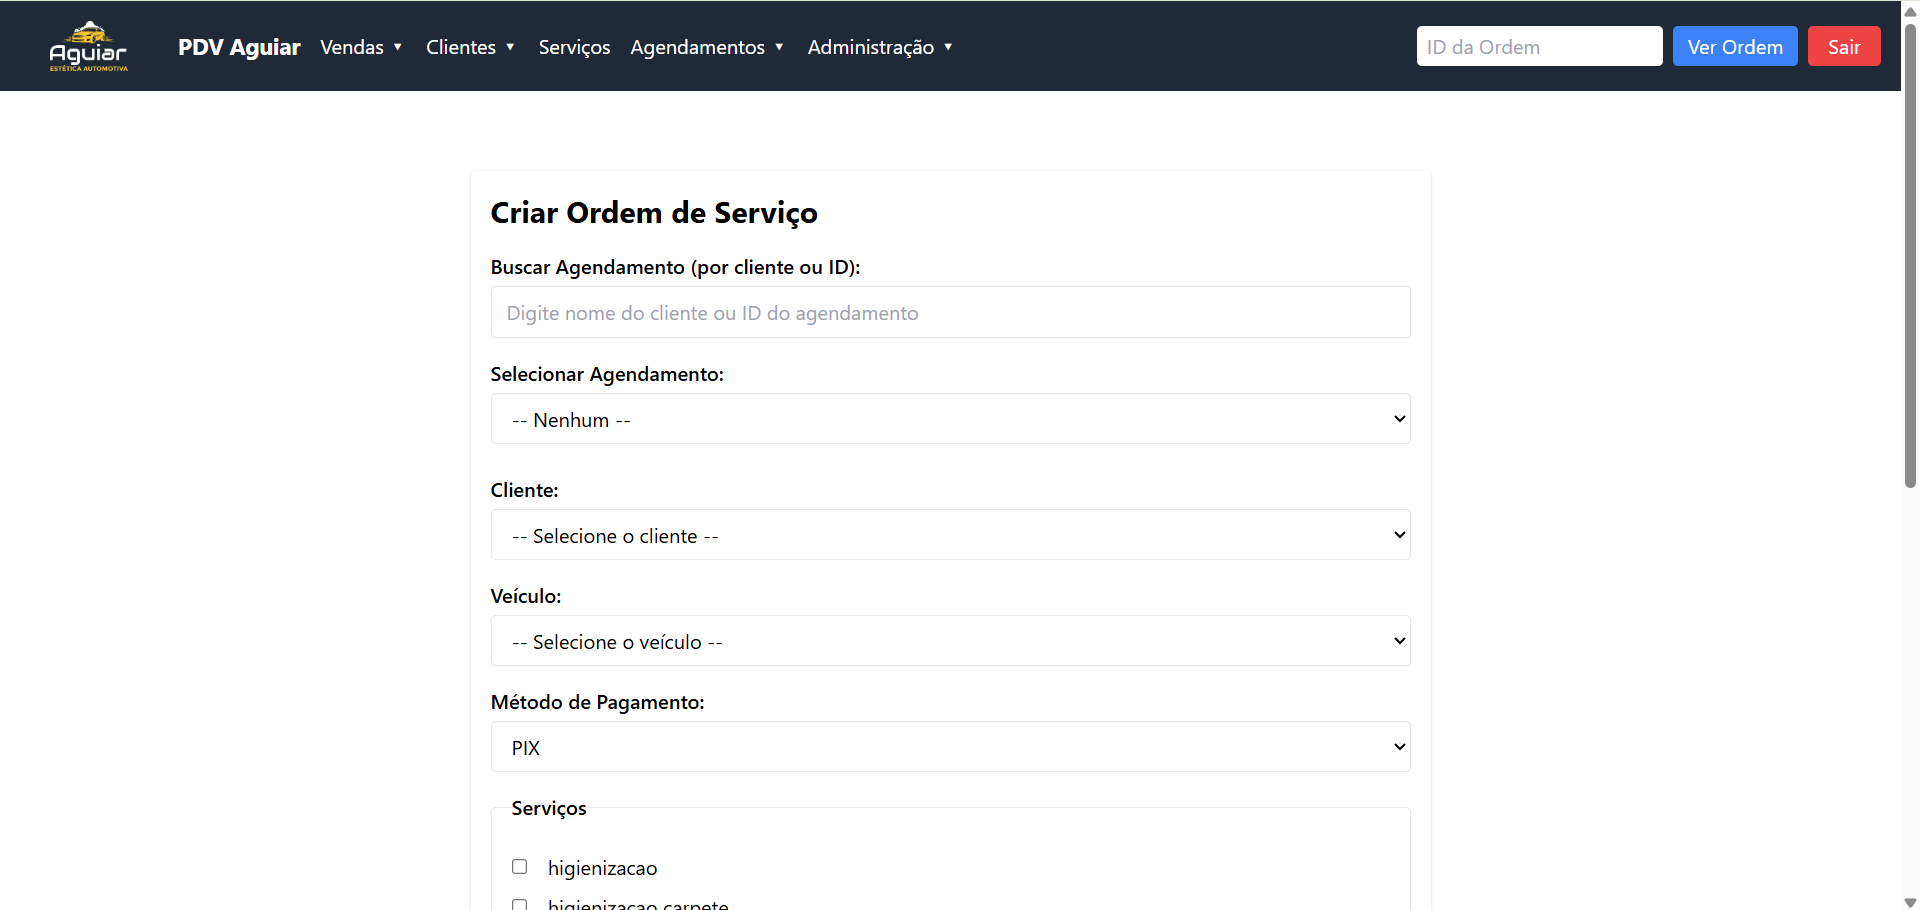 Aguiar
ESTÉTICA AUTOMOTIVA
PDV Aguiar
Vendas ▼
Clientes ▼
Serviços
Agendamentos ▼
Administração ▼
ID da Ordem
Ver Ordem
Sair
Criar Ordem de Serviço
Buscar Agendamento (por cliente ou ID):
Digite nome do cliente ou ID do agendamento
Selecionar Agendamento:
-- Nenhum --
Cliente:
-- Selecione o cliente --
Veículo:
-- Selecione o veículo --
Método de Pagamento:
PIX
Serviços
higienizacao
higienizacao carpete